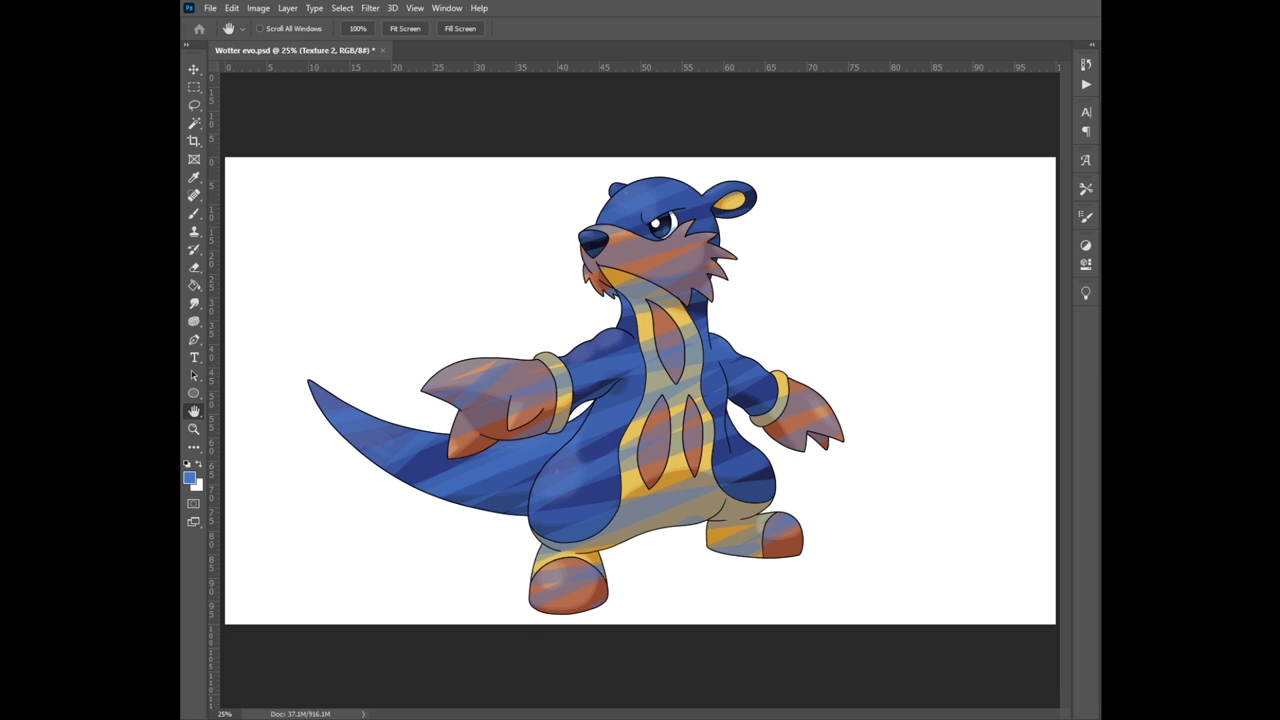 Ps File Edit Image Layer Type Select Filter 3D View Window Help
Scroll All Windows 100% Fit Screen Fill Screen
Wotter evo.psd @ 25% (Texture 2, RGB/8#) * ×
0 5 10 15 20 25 30 35 40 45 50 55 60 65 70 75 80 85 90 95
25% Doc: 37.1M/916.1M